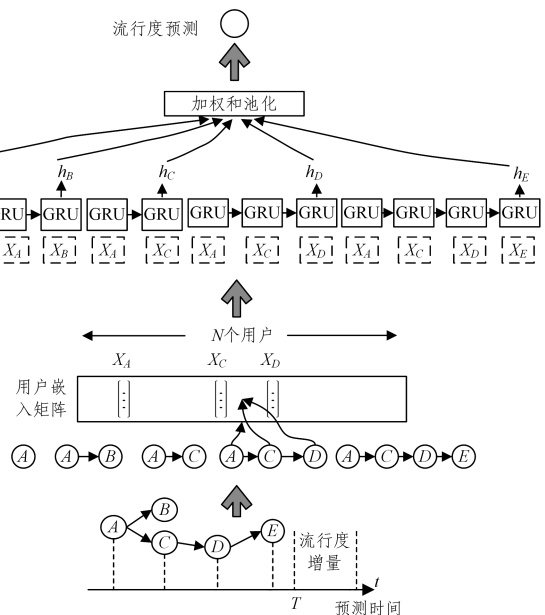 流行度预测
加权和池化
h_B h_C h_D h_E
RU GRU GRU GRU GRU GRU GRU GRU GRU GRU GRU
X_A X_B X_A X_C X_A X_C X_D X_A X_C X_D X_E
N个用户
X_A X_C X_D
用户嵌
入矩阵
A A B A C A C D A C D E
B
A
C D E
流行度
增量
t
T 预测时间